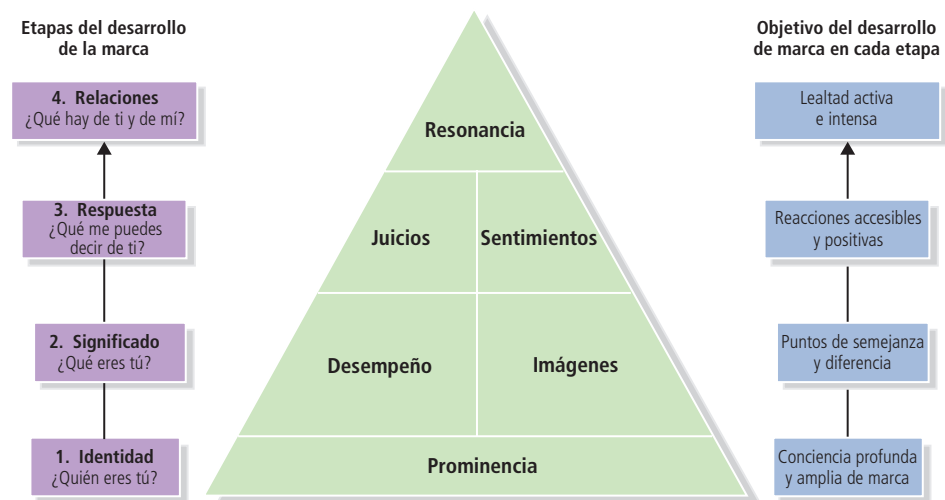 Etapas del desarrollo
de la marca
4. Relaciones
¿Qué hay de ti y de mí?
3. Respuesta
¿Qué me puedes
decir de ti?
2. Significado
¿Qué eres tú?
1. Identidad
¿Quién eres tú?
Resonancia
Juicios
Sentimientos
Desempeño
Imágenes
Prominencia
Objetivo del desarrollo
de marca en cada etapa
Lealtad activa
e intensa
Reacciones accesibles
y positivas
Puntos de semejanza
y diferencia
Conciencia profunda
y amplia de marca